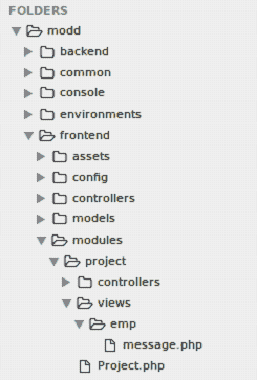 FOLDERS
modd
backend
common
console
environments
frontend
assets
config
controllers
models
modules
project
controllers
views
emp
message.php
Project.php